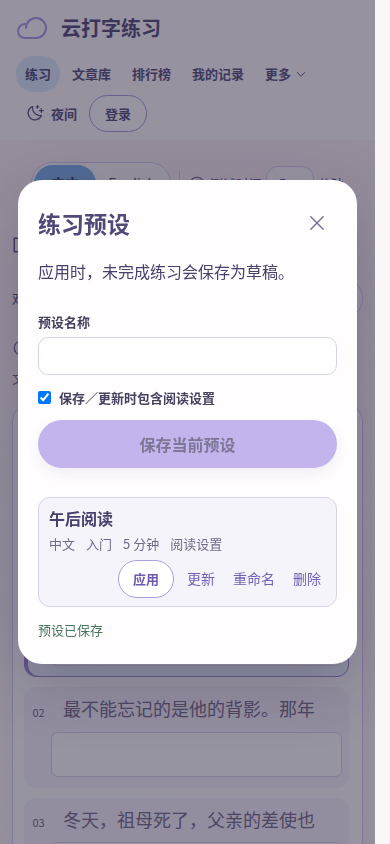 云打字练习
练习 文章库 排行榜 我的记录 更多
夜间 登录
练习预设
应用时，未完成练习会保存为草稿。
预设名称
保存／更新时包含阅读设置
保存当前预设
午后阅读
中文 入门 5 分钟 阅读设置
应用 更新 重命名 删除
预设已保存
02 最不能忘记的是他的背影。那年
03 冬天，祖母死了，父亲的差使也